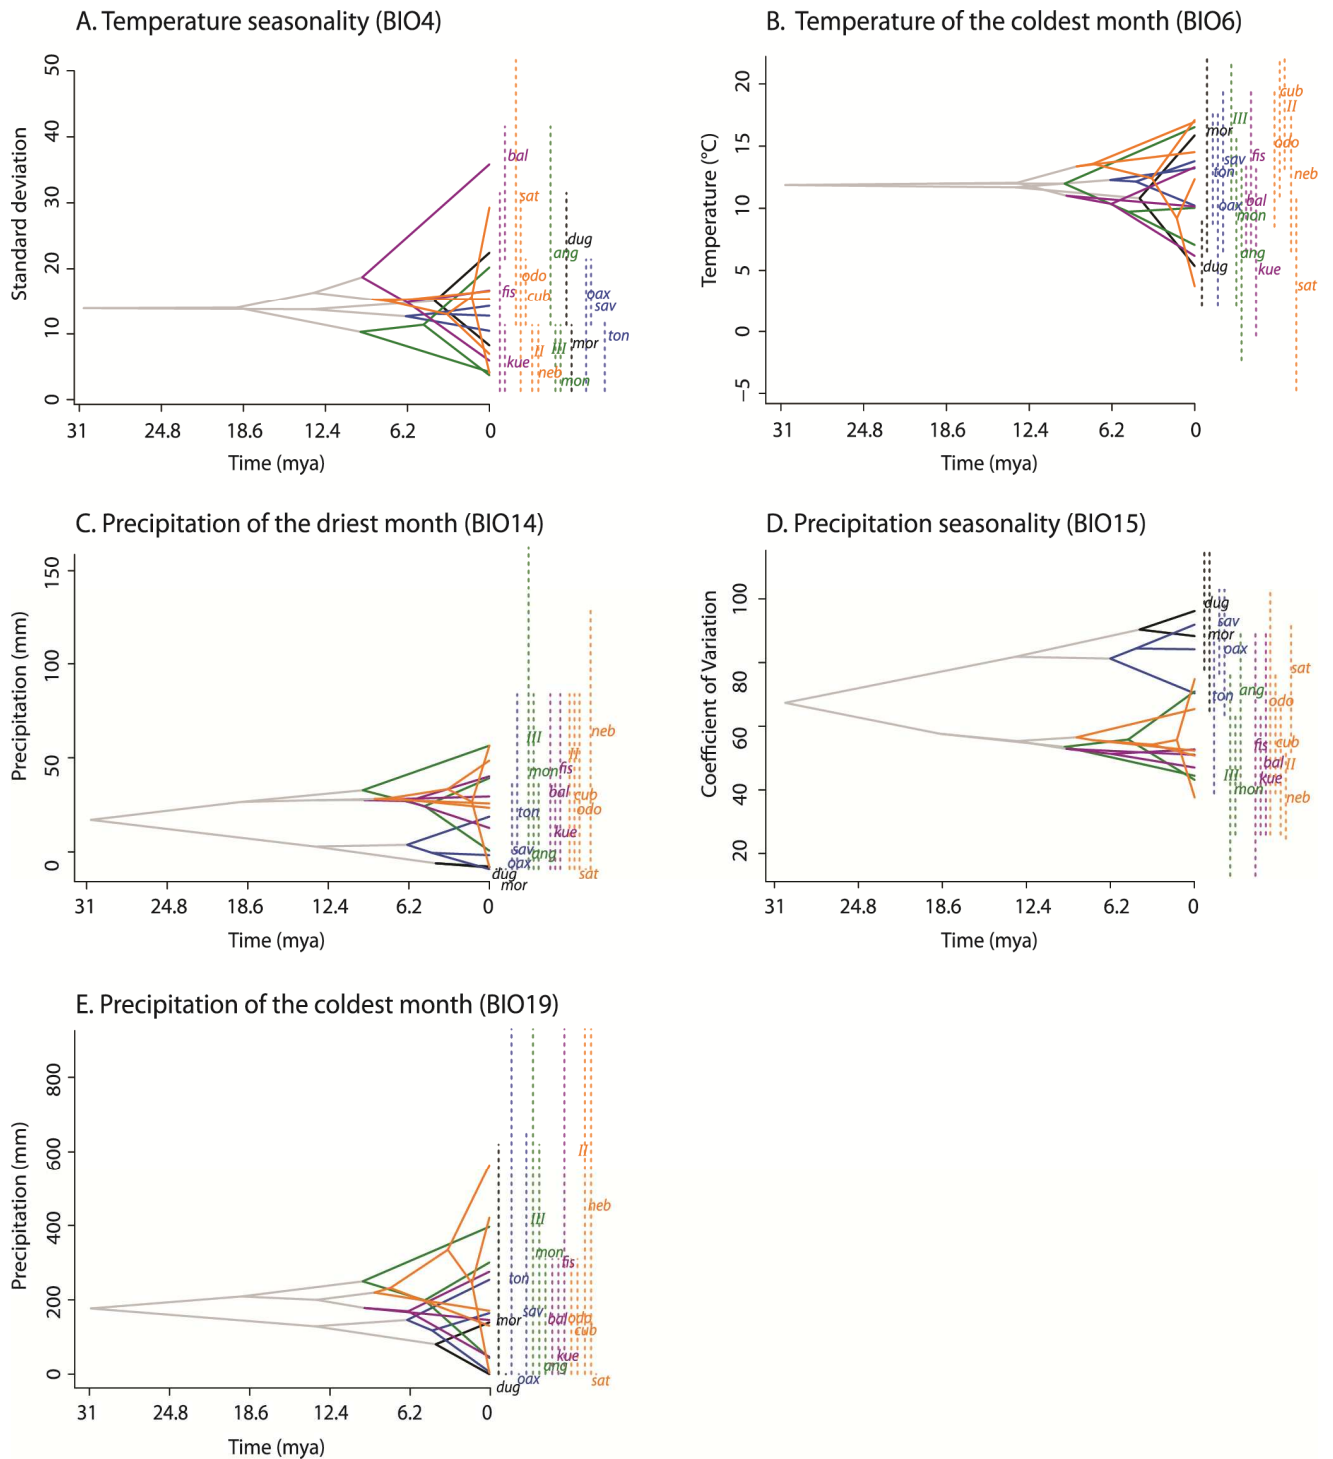 A. Temperature seasonality (BIO4)
Standard deviation
50
40
30
20
10
0
31 24.8 18.6 12.4 6.2 0
Time (mya)
bal
sat
dug
ang
odo
fis
cub
oax
sav
ton
mor
II
III
kue
neb
mon
B. Temperature of the coldest month (BIO6)
Temperature (°C)
20
15
10
5
0
−5
31 24.8 18.6 12.4 6.2 0
Time (mya)
cub
II
III
mor
odo
sav
fis
ton
neb
oax
bal
mon
ang
dug
kue
sat
C. Precipitation of the driest month (BIO14)
Precipitation (mm)
150
100
50
0
31 24.8 18.6 12.4 6.2 0
Time (mya)
neb
III
II
mon
fis
bal
cub
odo
ton
kue
sav
ang
oax
dug
sat
mor
D. Precipitation seasonality (BIO15)
Coefficient of Variation
100
80
60
40
20
31 24.8 18.6 12.4 6.2 0
Time (mya)
dug
sav
mor
oax
sat
ang
ton
odo
fis
cub
bal
II
III
kue
mon
neb
E. Precipitation of the coldest month (BIO19)
Precipitation (mm)
800
600
400
200
0
31 24.8 18.6 12.4 6.2 0
Time (mya)
II
neb
III
mon
fis
ton
sav
mor
bal
odo
cub
kue
ang
oax
sat
dug